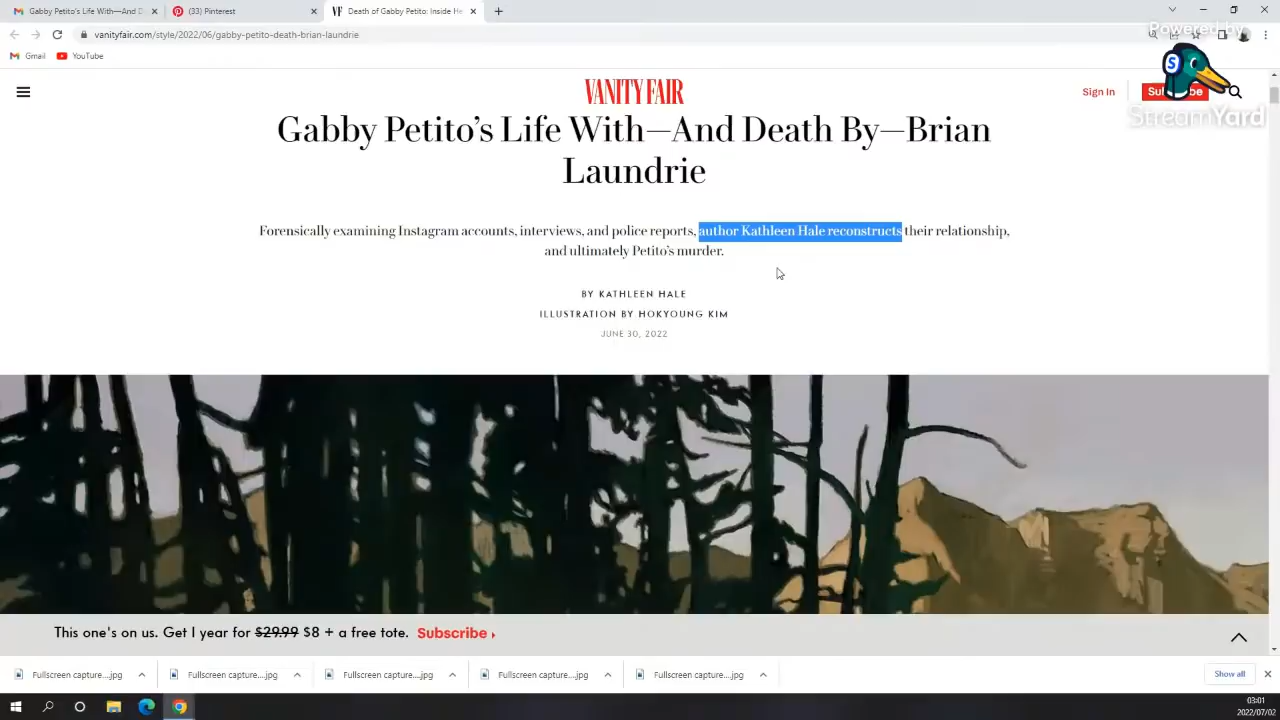 Gabby Petito's Life With—And D
(33) Pinterest
Death of Gabby Petito: Inside He
vanityfair.com/style/2022/06/gabby-petito-death-brian-laundrie
Powered by
Gmail
YouTube
VANITY FAIR
Sign In
StreamYard
Gabby Petito's Life With—And Death By—Brian
Laundrie
Forensically examining Instagram accounts, interviews, and police reports, author Kathleen Hale reconstructs their relationship,
and ultimately Petito's murder.
BY KATHLEEN HALE
ILLUSTRATION BY HOKYOUNG KIM
JUNE 30, 2022
This one's on us. Get 1 year for $29.99 $8 + a free tote. Subscribe
Fullscreen capture....jpg
Fullscreen capture....jpg
Fullscreen capture....jpg
Fullscreen capture....jpg
Fullscreen capture....jpg
Show all
03:01
2022/07/02